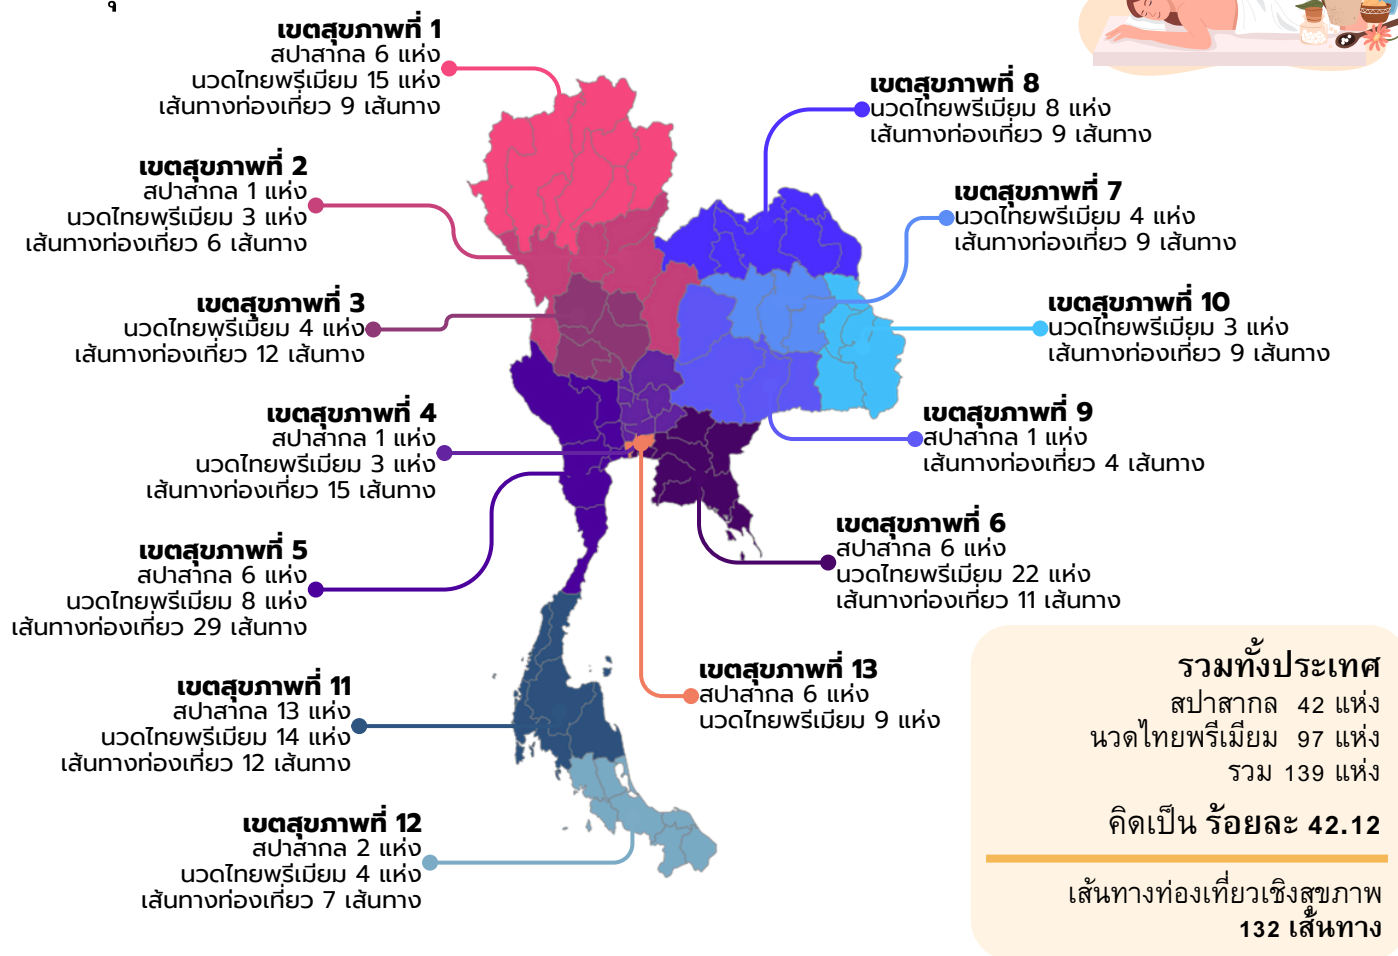 เขตสุขภาพที่ 1
สปาสากล 6 แห่ง
นวดไทยพรีเมียม 15 แห่ง
เส้นทางท่องเที่ยว 9 เส้นทาง
เขตสุขภาพที่ 8
นวดไทยพรีเมียม 8 แห่ง
เส้นทางท่องเที่ยว 9 เส้นทาง
เขตสุขภาพที่ 2
สปาสากล 1 แห่ง
นวดไทยพรีเมียม 3 แห่ง
เส้นทางท่องเที่ยว 6 เส้นทาง
เขตสุขภาพที่ 7
นวดไทยพรีเมียม 4 แห่ง
เส้นทางท่องเที่ยว 9 เส้นทาง
เขตสุขภาพที่ 3
นวดไทยพรีเมียม 4 แห่ง
เส้นทางท่องเที่ยว 12 เส้นทาง
เขตสุขภาพที่ 10
นวดไทยพรีเมียม 3 แห่ง
เส้นทางท่องเที่ยว 9 เส้นทาง
เขตสุขภาพที่ 4
สปาสากล 1 แห่ง
นวดไทยพรีเมียม 3 แห่ง
เส้นทางท่องเที่ยว 15 เส้นทาง
เขตสุขภาพที่ 9
สปาสากล 1 แห่ง
เส้นทางท่องเที่ยว 4 เส้นทาง
เขตสุขภาพที่ 5
สปาสากล 6 แห่ง
นวดไทยพรีเมียม 8 แห่ง
เส้นทางท่องเที่ยว 29 เส้นทาง
เขตสุขภาพที่ 6
สปาสากล 6 แห่ง
นวดไทยพรีเมียม 22 แห่ง
เส้นทางท่องเที่ยว 11 เส้นทาง
เขตสุขภาพที่ 11
สปาสากล 13 แห่ง
นวดไทยพรีเมียม 14 แห่ง
เส้นทางท่องเที่ยว 12 เส้นทาง
เขตสุขภาพที่ 13
สปาสากล 6 แห่ง
นวดไทยพรีเมียม 9 แห่ง
เขตสุขภาพที่ 12
สปาสากล 2 แห่ง
นวดไทยพรีเมียม 4 แห่ง
เส้นทางท่องเที่ยว 7 เส้นทาง
รวมทั้งประเทศ
สปาสากล 42 แห่ง
นวดไทยพรีเมียม 97 แห่ง
รวม 139 แห่ง
คิดเป็น ร้อยละ 42.12
เส้นทางท่องเที่ยวเชิงสุขภาพ
132 เส้นทาง